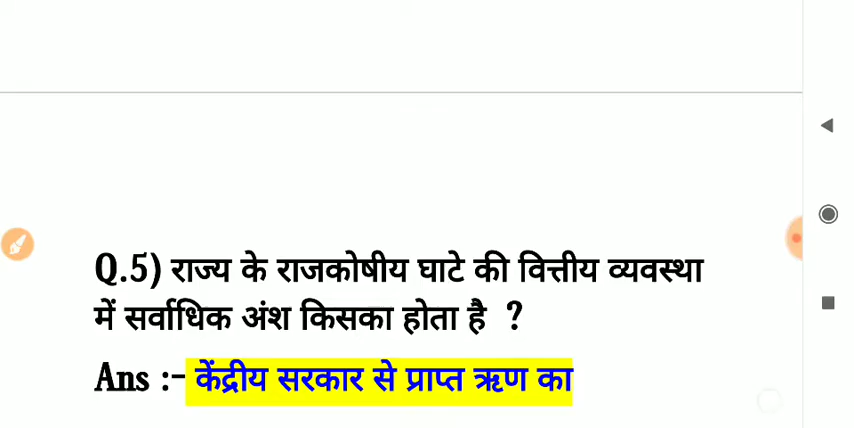 Q.5) राज्य के राजकोषीय घाटे की वित्तीय व्यवस्था
में सर्वाधिक अंश किसका होता है ?
Ans :- केंद्रीय सरकार से प्राप्त ऋण का